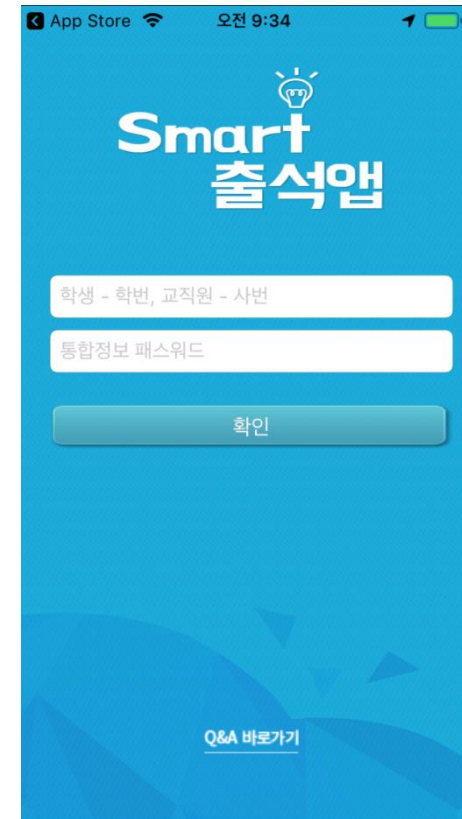 App Store 오전 9:34
Smart
출석앱
학생 - 학번, 교직원 - 사번
통합정보 패스워드
확인
Q&A 바로가기